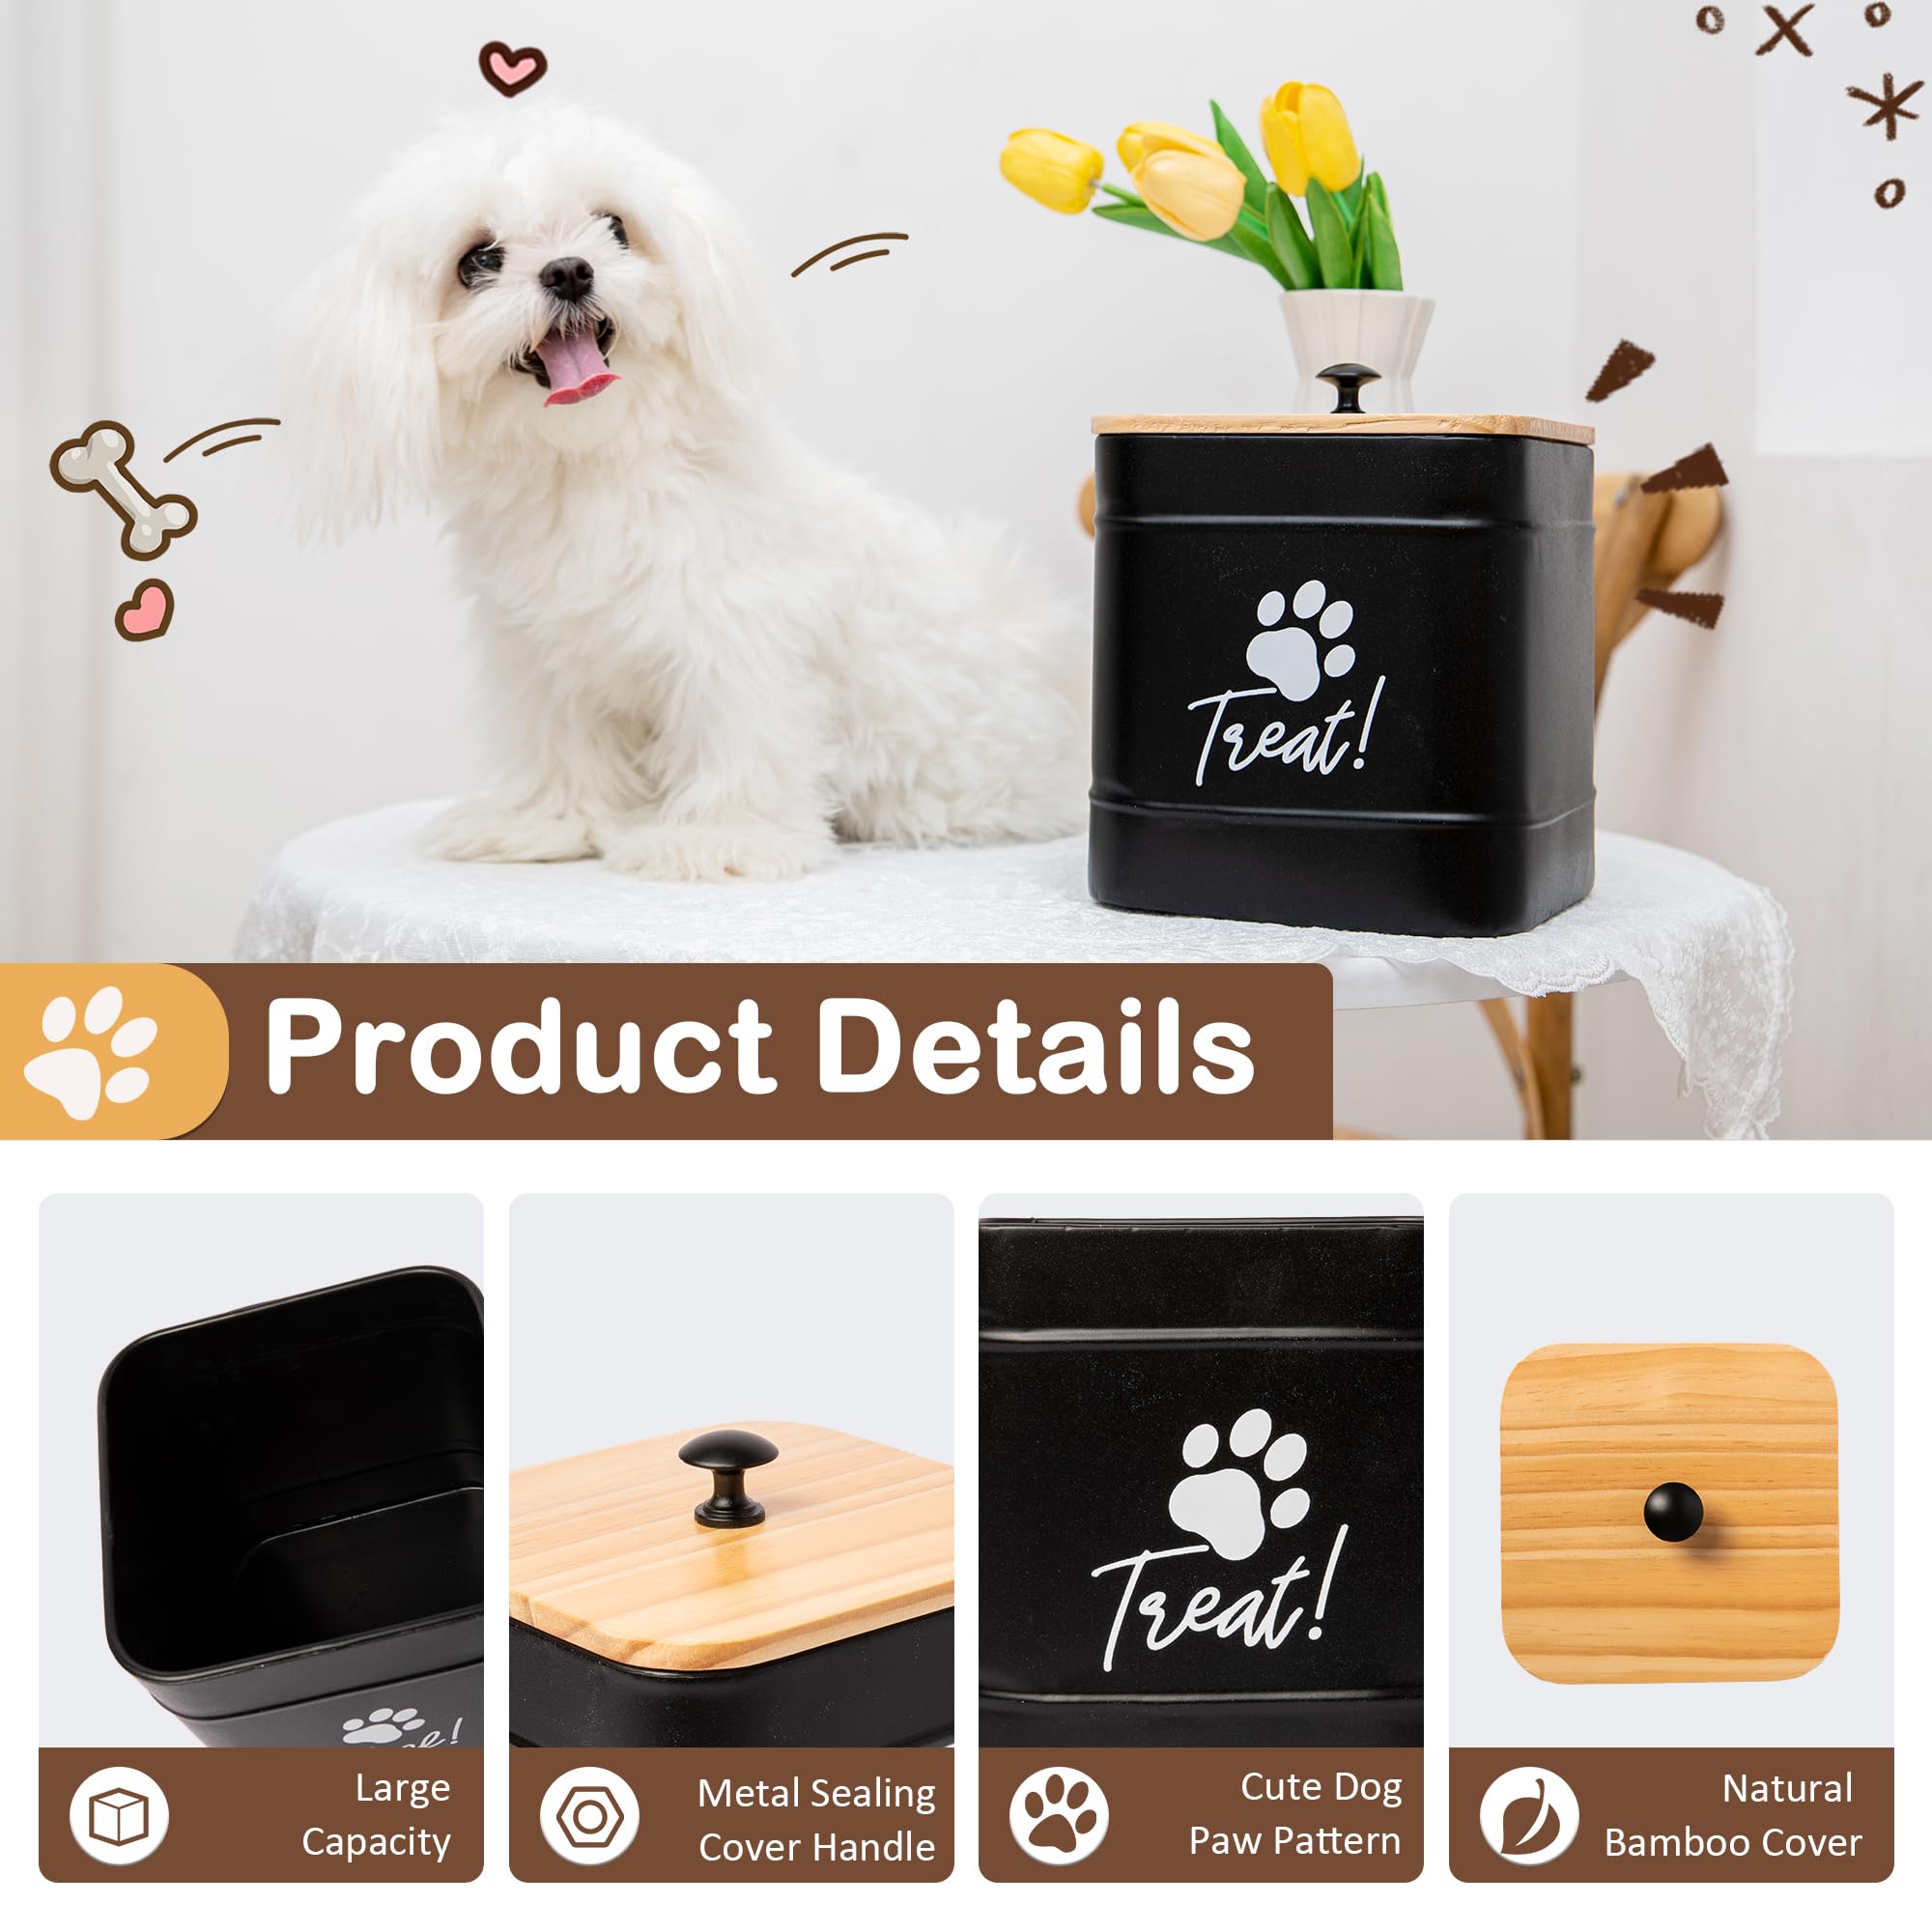 Treat!
Product Details
Treat!
Large
Capacity
Metal Sealing
Cover Handle
Cute Dog
Paw Pattern
Natural
Bamboo Cover